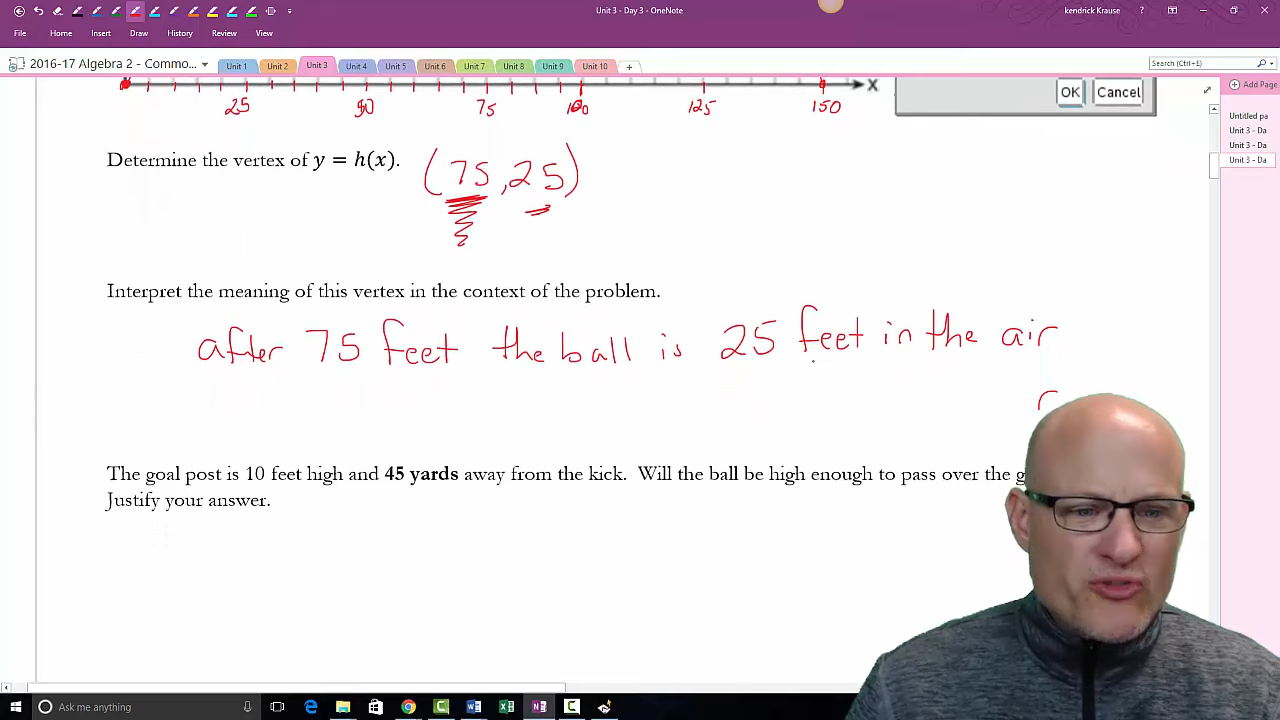 Unit 3 - Day 3 - OneNote
kendrick Krause
File Home Insert Draw History Review View
2016-17 Algebra 2 - Commo... Unit 1 Unit 2 Unit 3 Unit 4 Unit 5 Unit 6 Unit 7 Unit 8 Unit 9 Unit 10
Search (Ctrl+E)
25 50 75 100 125 150 X
OK Cancel
Add Page
Untitled pa
Unit 3 - Da
Unit 3 - Da
Unit 3 - Da
Determine the vertex of y = h(x). (75,25)
Interpret the meaning of this vertex in the context of the problem.
after 75 feet the ball is 25 feet in the air
The goal post is 10 feet high and 45 yards away from the kick. Will the ball be high enough to pass over the g
Justify your answer.
Ask me anything